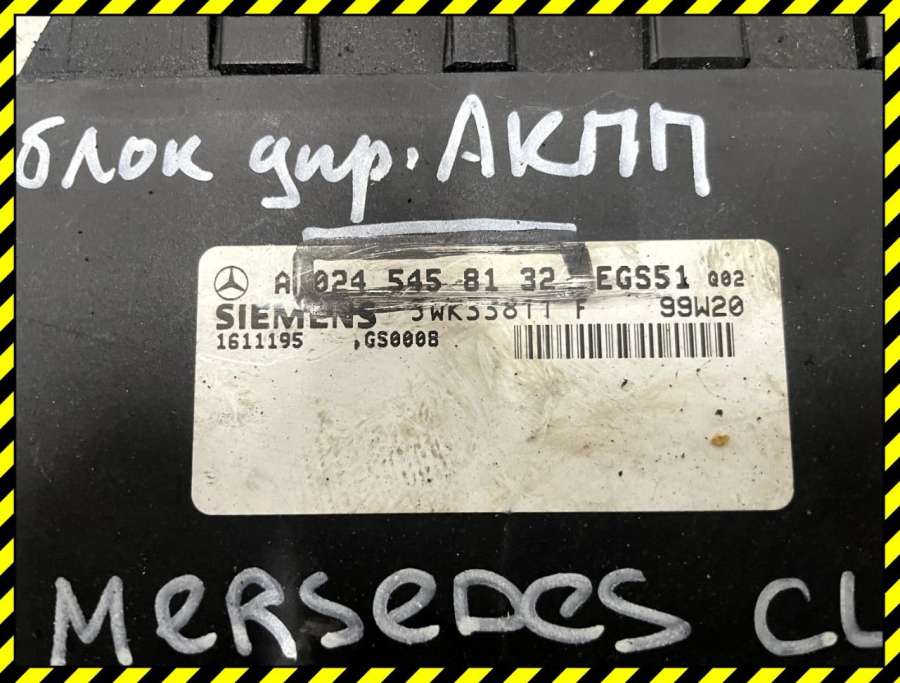 блок упр. АКПП
A 024 545 81 32 EGS51 Q02
SIEMENS 5WK33811 F 99W20
1611195 ,GS0008
MERSEDES CL